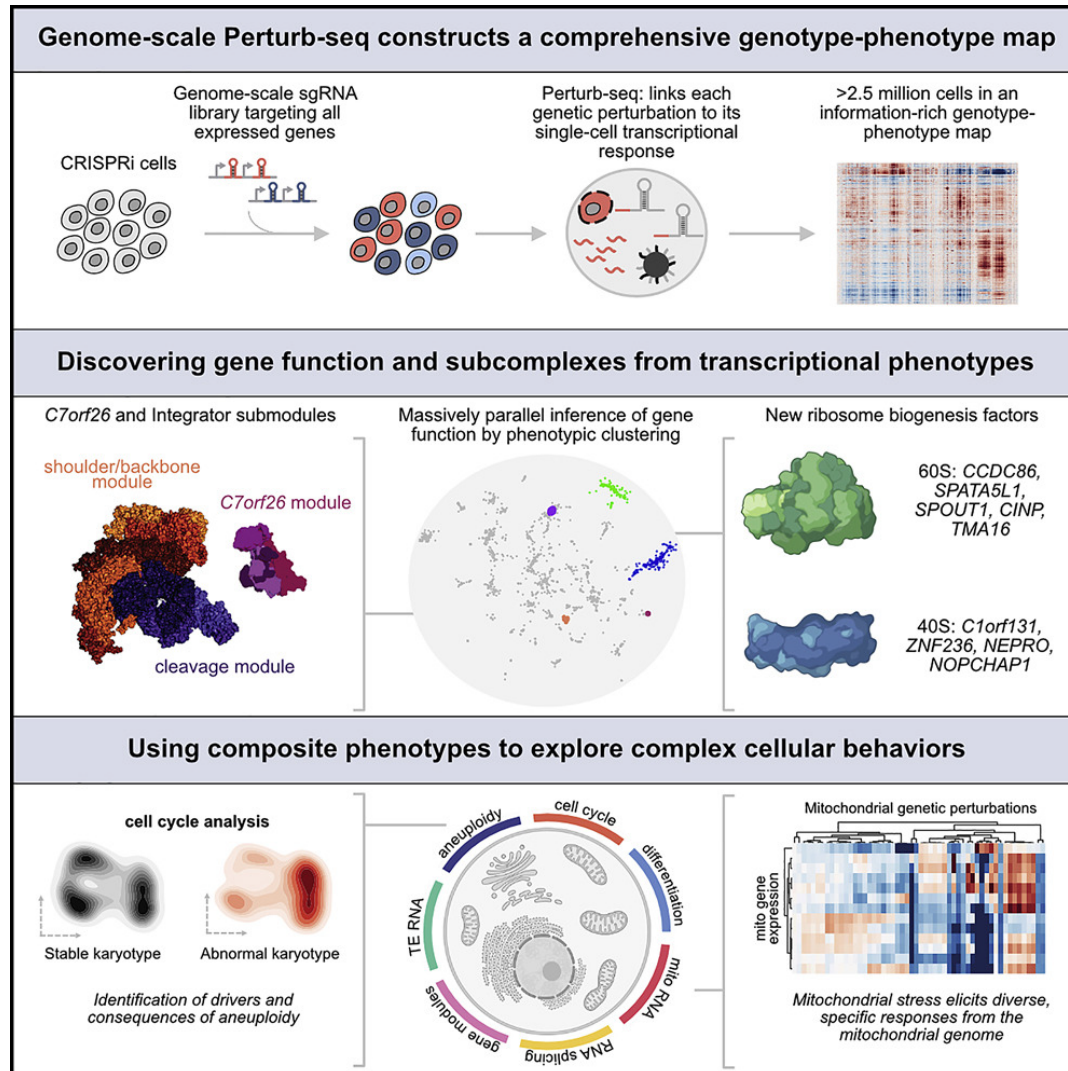 Genome-scale Perturb-seq constructs a comprehensive genotype-phenotype map
CRISPRi cells
Genome-scale sgRNA
library targeting all
expressed genes
Perturb-seq: links each
genetic perturbation to its
single-cell transcriptional
response
>2.5 million cells in an
information-rich genotype-
phenotype map
Discovering gene function and subcomplexes from transcriptional phenotypes
C7orf26 and Integrator submodules
shoulder/backbone
module
C7orf26 module
cleavage module
Massively parallel inference of gene
function by phenotypic clustering
New ribosome biogenesis factors
60S: CCDC86,
SPATA5L1,
SPOUT1, CINP,
TMA16
40S: C1orf131,
ZNF236, NEPRO,
NOPCHAP1
Using composite phenotypes to explore complex cellular behaviors
cell cycle analysis
Stable karyotype
Abnormal karyotype
Identification of drivers and
consequences of aneuploidy
aneuploidy
cell cycle
differentiation
mito RNA
RNA splicing
gene modules
TE RNA
Mitochondrial genetic perturbations
mito gene
expression
Mitochondrial stress elicits diverse,
specific responses from the
mitochondrial genome